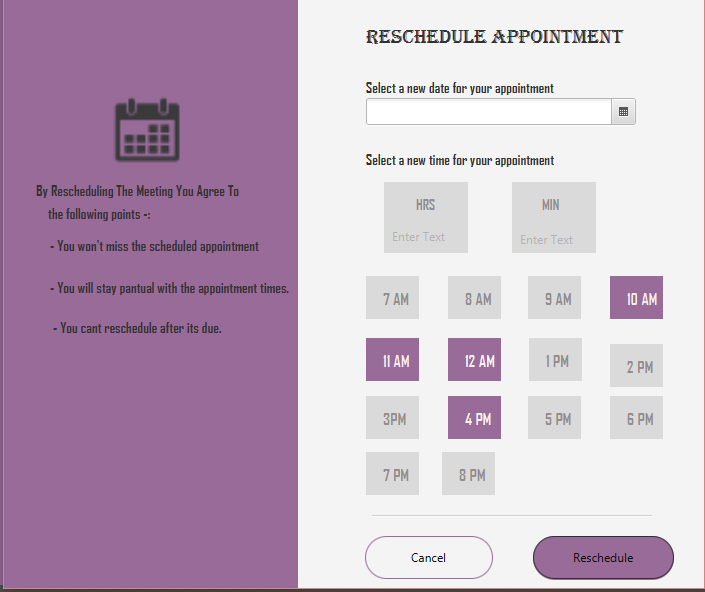 RESCHEDULE APPOINTMENT
Select a new date for your appointment
Select a new time for your appointment
HRS
Enter Text
MIN
Enter Text
7 AM
8 AM
9 AM
10 AM
11 AM
12 AM
1 PM
2 PM
3PM
4 PM
5 PM
6 PM
7 PM
8 PM
Cancel
Reschedule
By Rescheduling The Meeting You Agree To
the following points -:
- You won't miss the scheduled appointment
- You will stay pantual with the appointment times.
- You cant reschedule after its due.